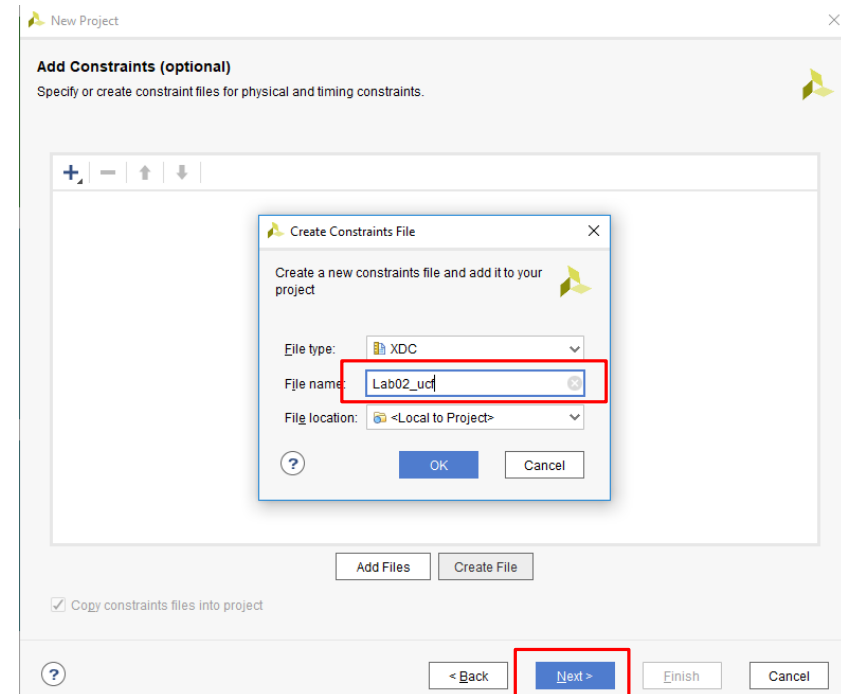 New Project
Add Constraints (optional)
Specify or create constraint files for physical and timing constraints.
Create Constraints File
Create a new constraints file and add it to your
project
File type: XDC
File name: Lab02_ucf
File location: <Local to Project>
? OK Cancel
Add Files Create File
Copy constraints files into project
? < Back Next > Finish Cancel